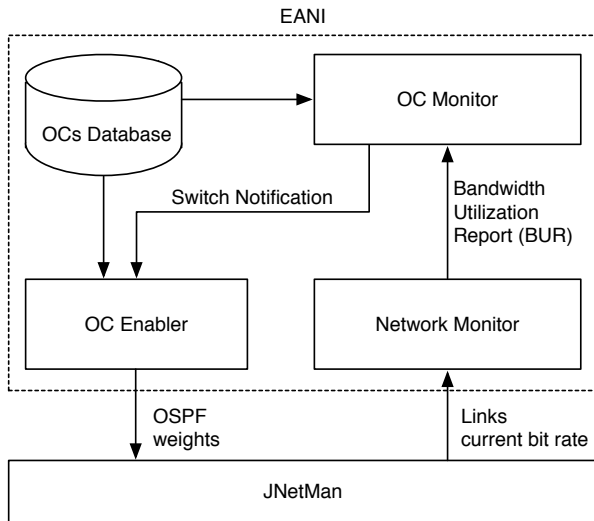 EANI
OCs Database
OC Monitor
Switch Notification
Bandwidth
Utilization
Report (BUR)
OC Enabler
Network Monitor
OSPF
weights
Links
current bit rate
JNetMan